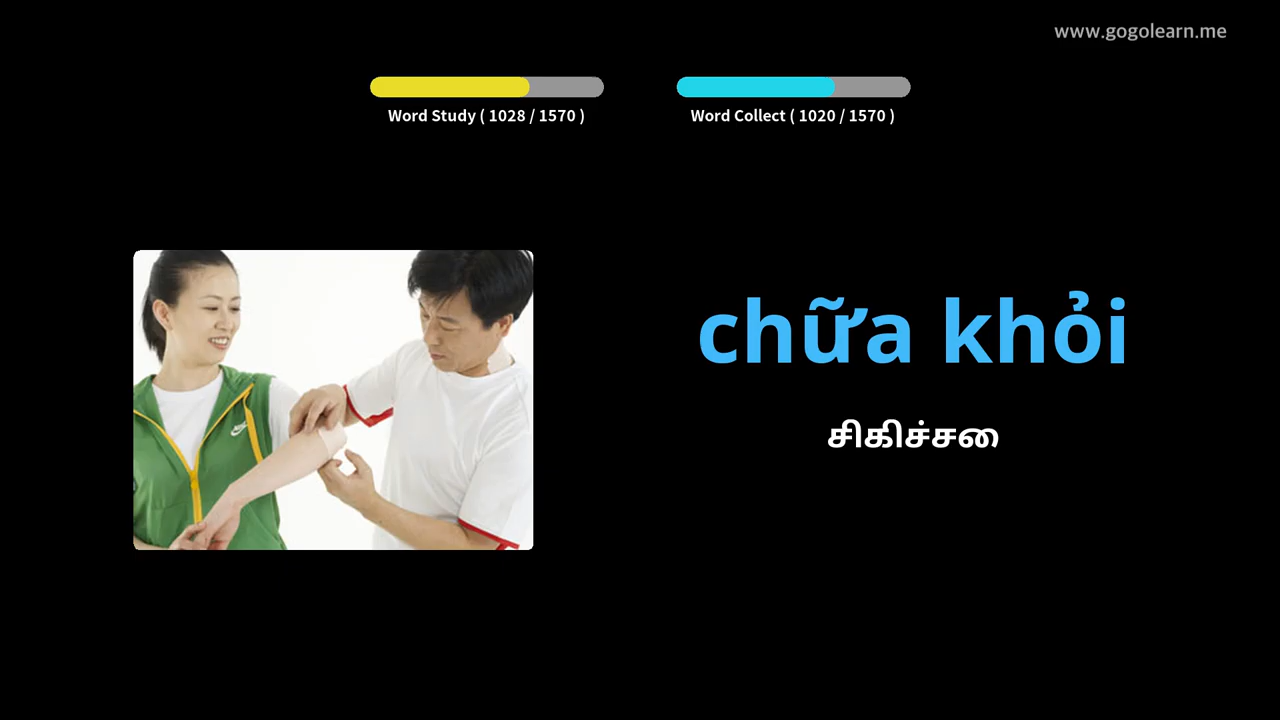 www.gogolearn.me
Word Study ( 1028 / 1570 )
Word Collect ( 1020 / 1570 )
chữa khỏi
சிகிச்சை